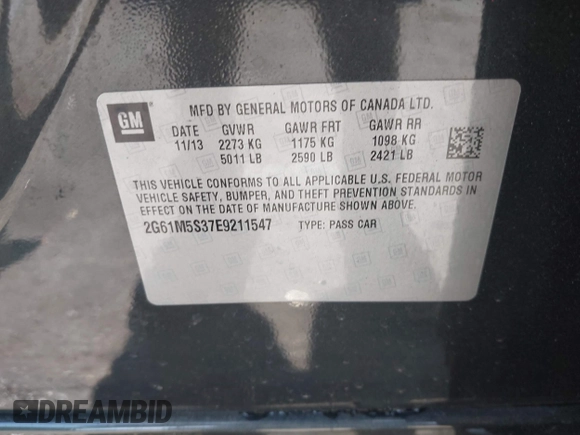 GM
MFD BY GENERAL MOTORS OF CANADA LTD.
DATE GVWR GAWR FRT GAWR RR
11/13 2273 KG 1175 KG 1098 KG
5011 LB 2590 LB 2421 LB
THIS VEHICLE CONFORMS TO ALL APPLICABLE U.S. FEDERAL MOTOR
VEHICLE SAFETY, BUMPER, AND THEFT PREVENTION STANDARDS IN
EFFECT ON THE DATE OF MANUFACTURE SHOWN ABOVE.
2G61M5S37E9211547 TYPE: PASS CAR
DREAMBID